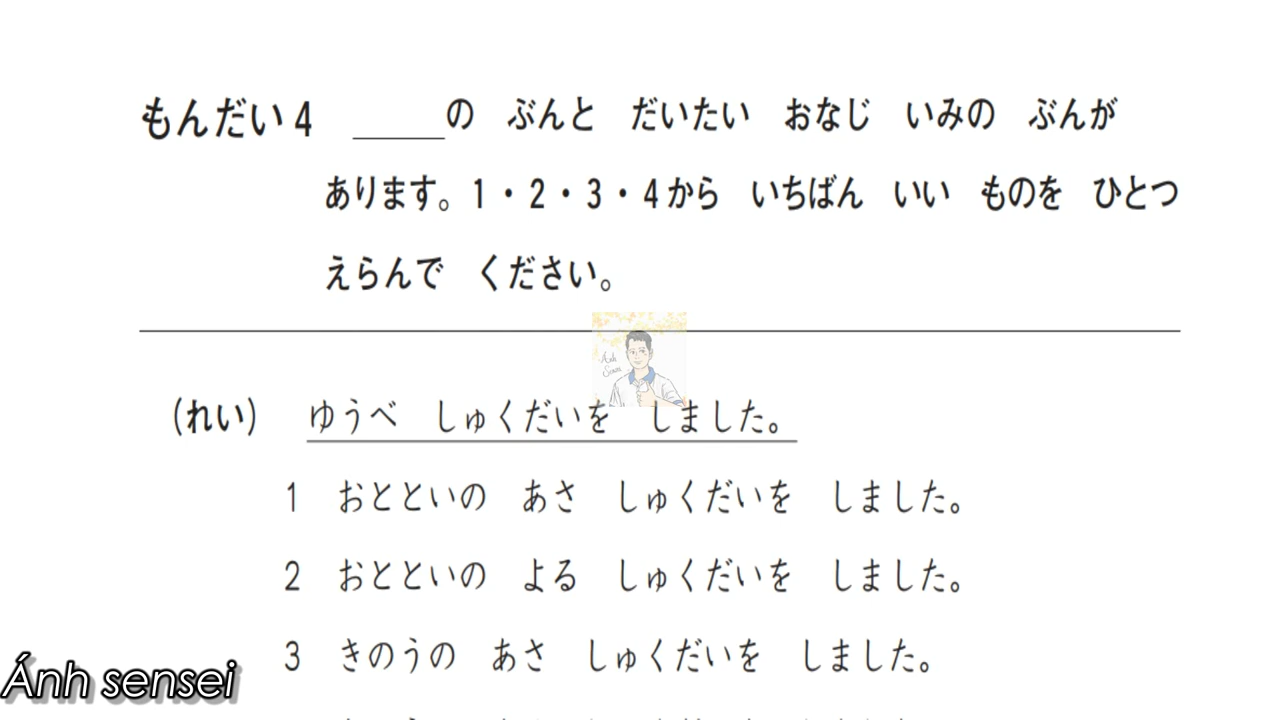 もんだい4 ＿＿＿の ぶんと だいたい おなじ いみの ぶんが
あります。1・2・3・4から いちばん いい ものを ひとつ
えらんで ください。
Ánh Sensei
(れい) ゆうべ しゅくだいを しました。
1 おとといの あさ しゅくだいを しました。
2 おとといの よる しゅくだいを しました。
3 きのうの あさ しゅくだいを しました。
Ánh sensei